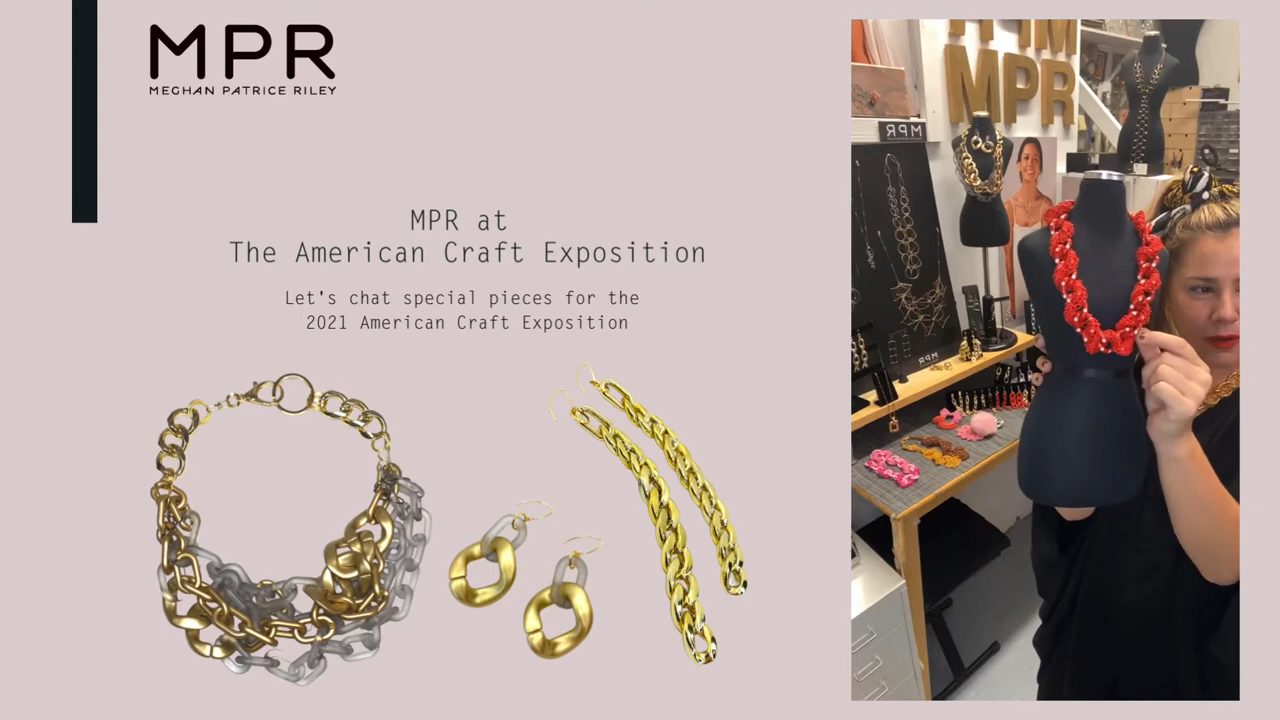 MPR
MEGHAN PATRICE RILEY
MPR at
The American Craft Exposition
Let's chat special pieces for the
2021 American Craft Exposition
MPR
MPR
MPR